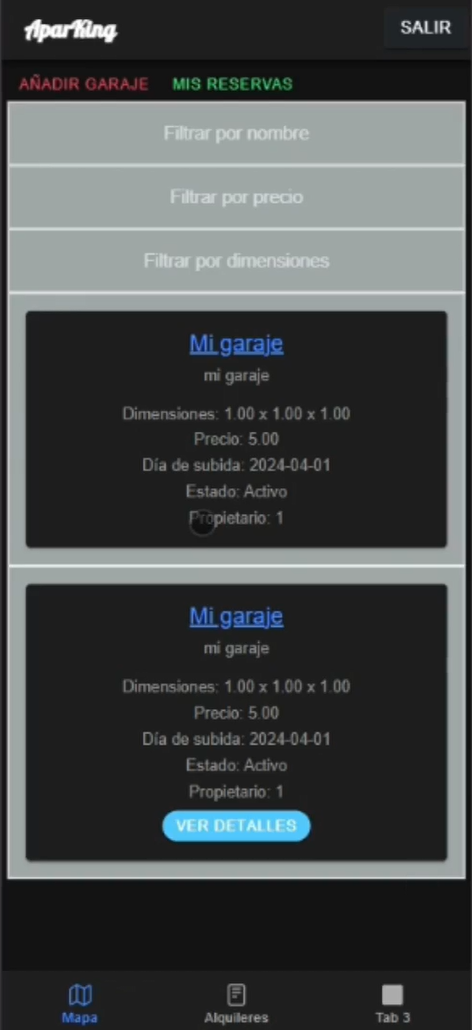 AparKing
SALIR
AÑADIR GARAJE MIS RESERVAS
Filtrar por nombre
Filtrar por precio
Filtrar por dimensiones
Mi garaje
mi garaje
Dimensiones: 1.00 x 1.00 x 1.00
Precio: 5.00
Día de subida: 2024-04-01
Estado: Activo
Propietario: 1
Mi garaje
mi garaje
Dimensiones: 1.00 x 1.00 x 1.00
Precio: 5.00
Día de subida: 2024-04-01
Estado: Activo
Propietario: 1
VER DETALLES
Mapa
Alquileres
Tab 3